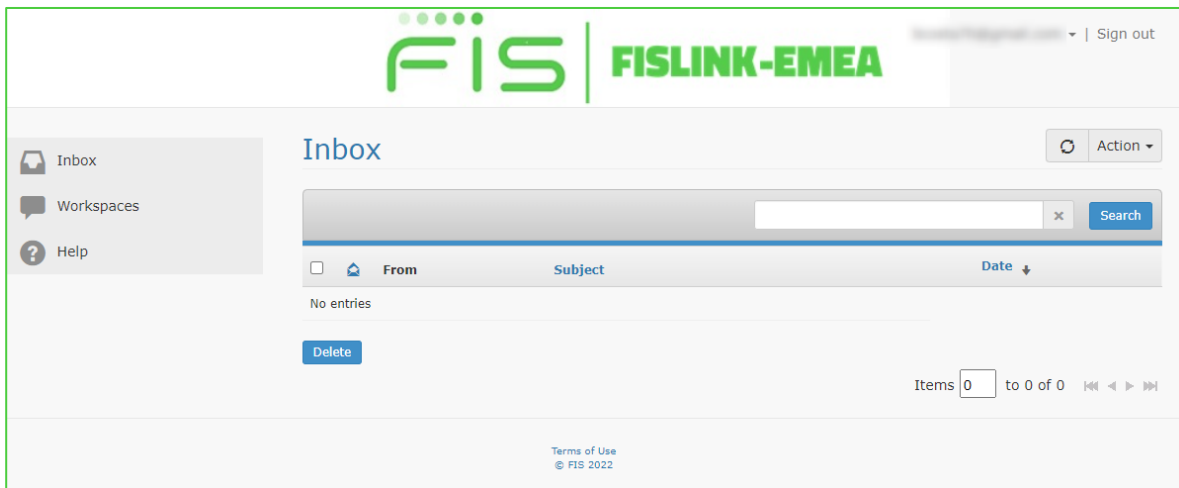 FIS FISLINK-EMEA
| Sign out
Inbox
Workspaces
Help
Inbox
Action
Search
From Subject Date
No entries
Delete
Items 0 to 0 of 0
Terms of Use
© FIS 2022